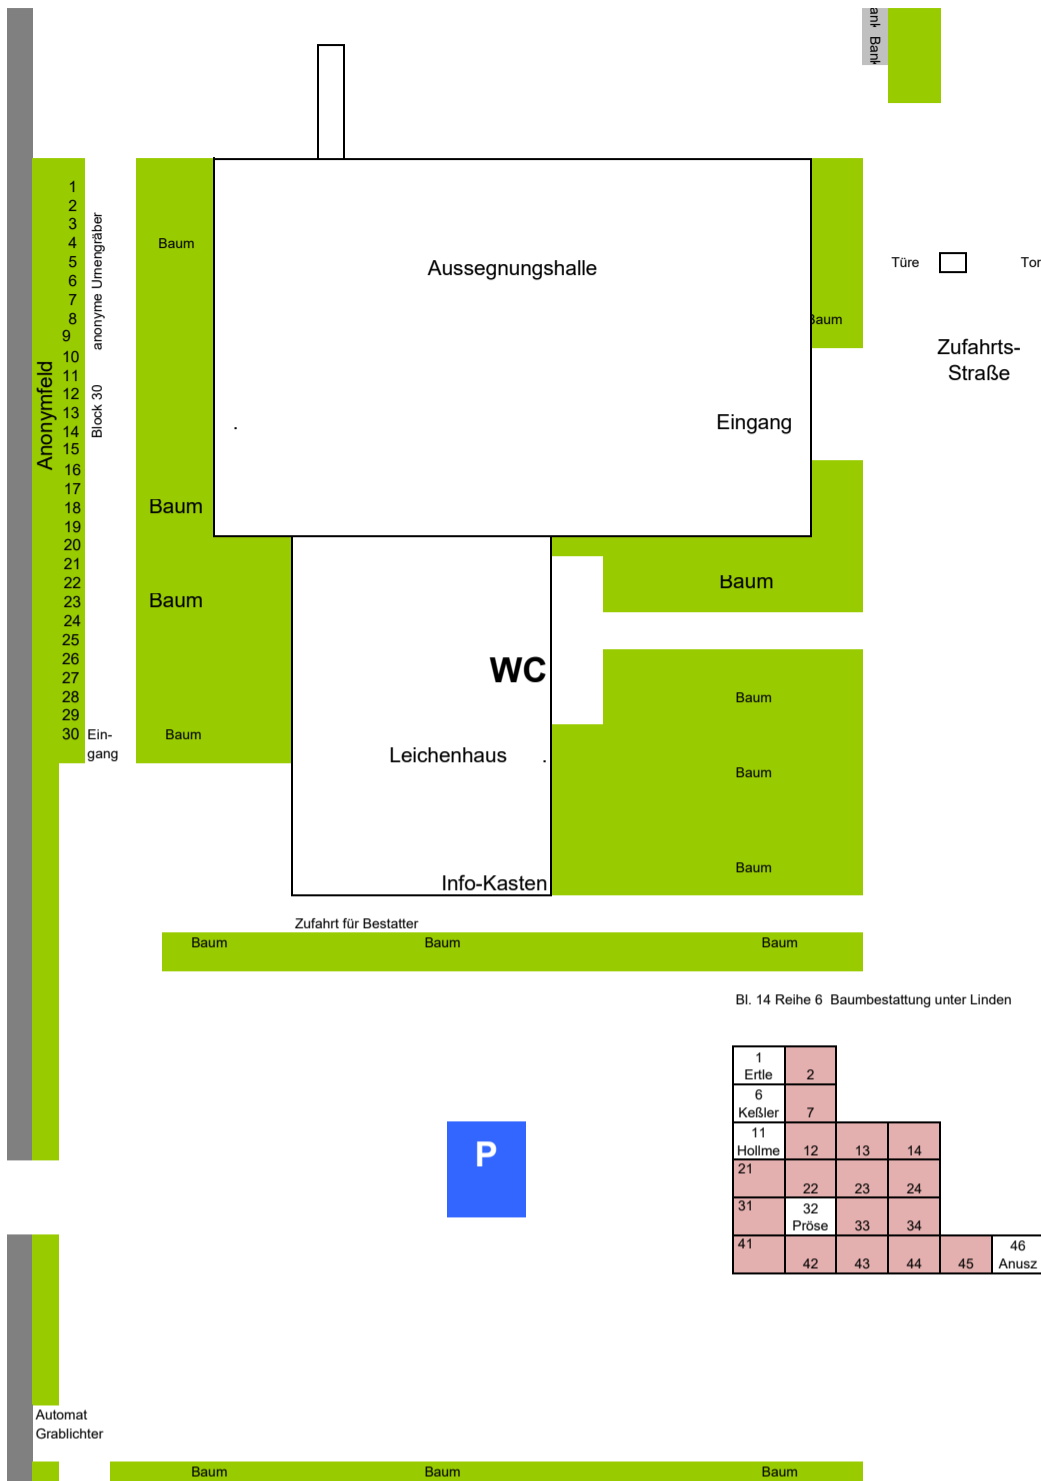 Bank
1
2
3
4
5
6
7
8
9
10
11
12
13
14
15
16
17
18
19
20
21
22
23
24
25
26
27
28
29
30
Anonymfeld
anonyme Urnengräber
Block 30
Ein-
gang
Baum
Baum
Baum
Baum
Aussegnungshalle
.
Eingang
Baum
Türe
Tor
Zufahrts-
Straße
Baum
WC
Leichenhaus .
Info-Kasten
Baum
Baum
Baum
Zufahrt für Bestatter
Baum Baum Baum
Bl. 14 Reihe 6 Baumbestattung unter Linden
1
Ertle 2
6
Keßler 7
11
Hollme 12 13 14
21
22 23 24
31 32
Pröse 33 34
41 46
42 43 44 45 Anusz
P
Automat
Grablichter
Baum Baum Baum